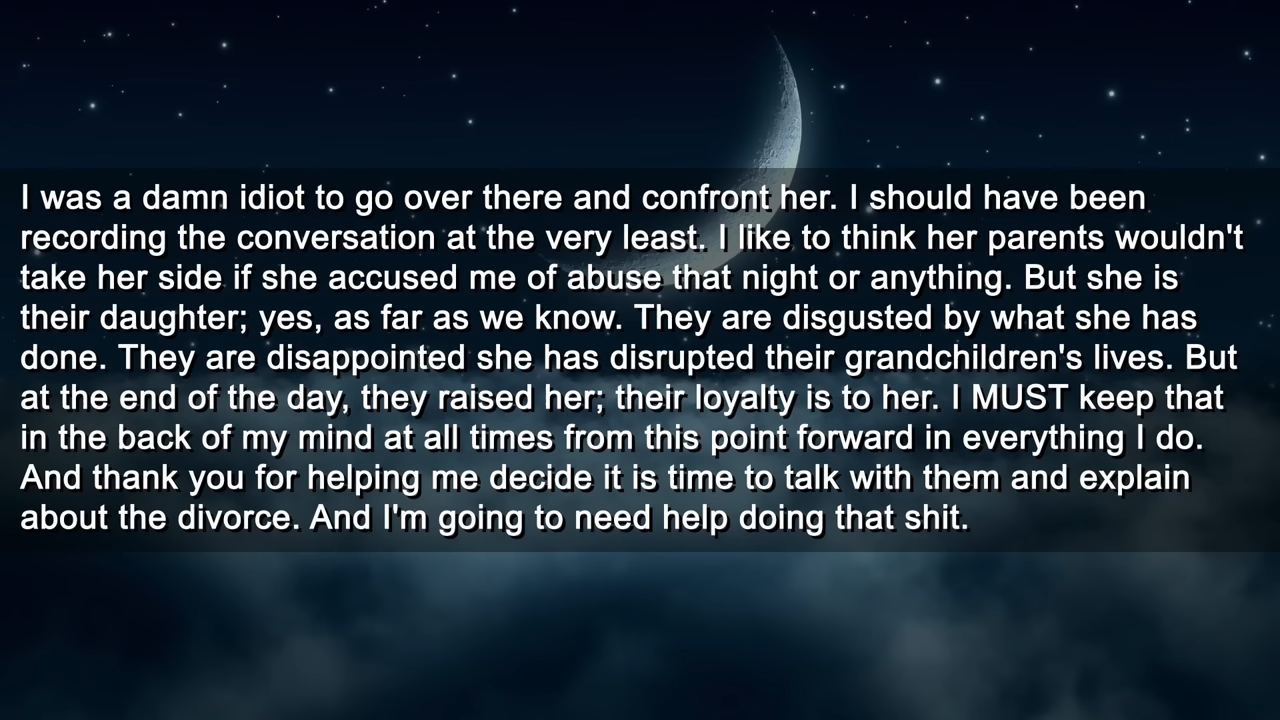 I was a damn idiot to go over there and confront her. I should have been
recording the conversation at the very least. I like to think her parents wouldn't
take her side if she accused me of abuse that night or anything. But she is
their daughter; yes, as far as we know. They are disgusted by what she has
done. They are disappointed she has disrupted their grandchildren's lives. But
at the end of the day, they raised her; their loyalty is to her. I MUST keep that
in the back of my mind at all times from this point forward in everything I do.
And thank you for helping me decide it is time to talk with them and explain
about the divorce. And I'm going to need help doing that shit.